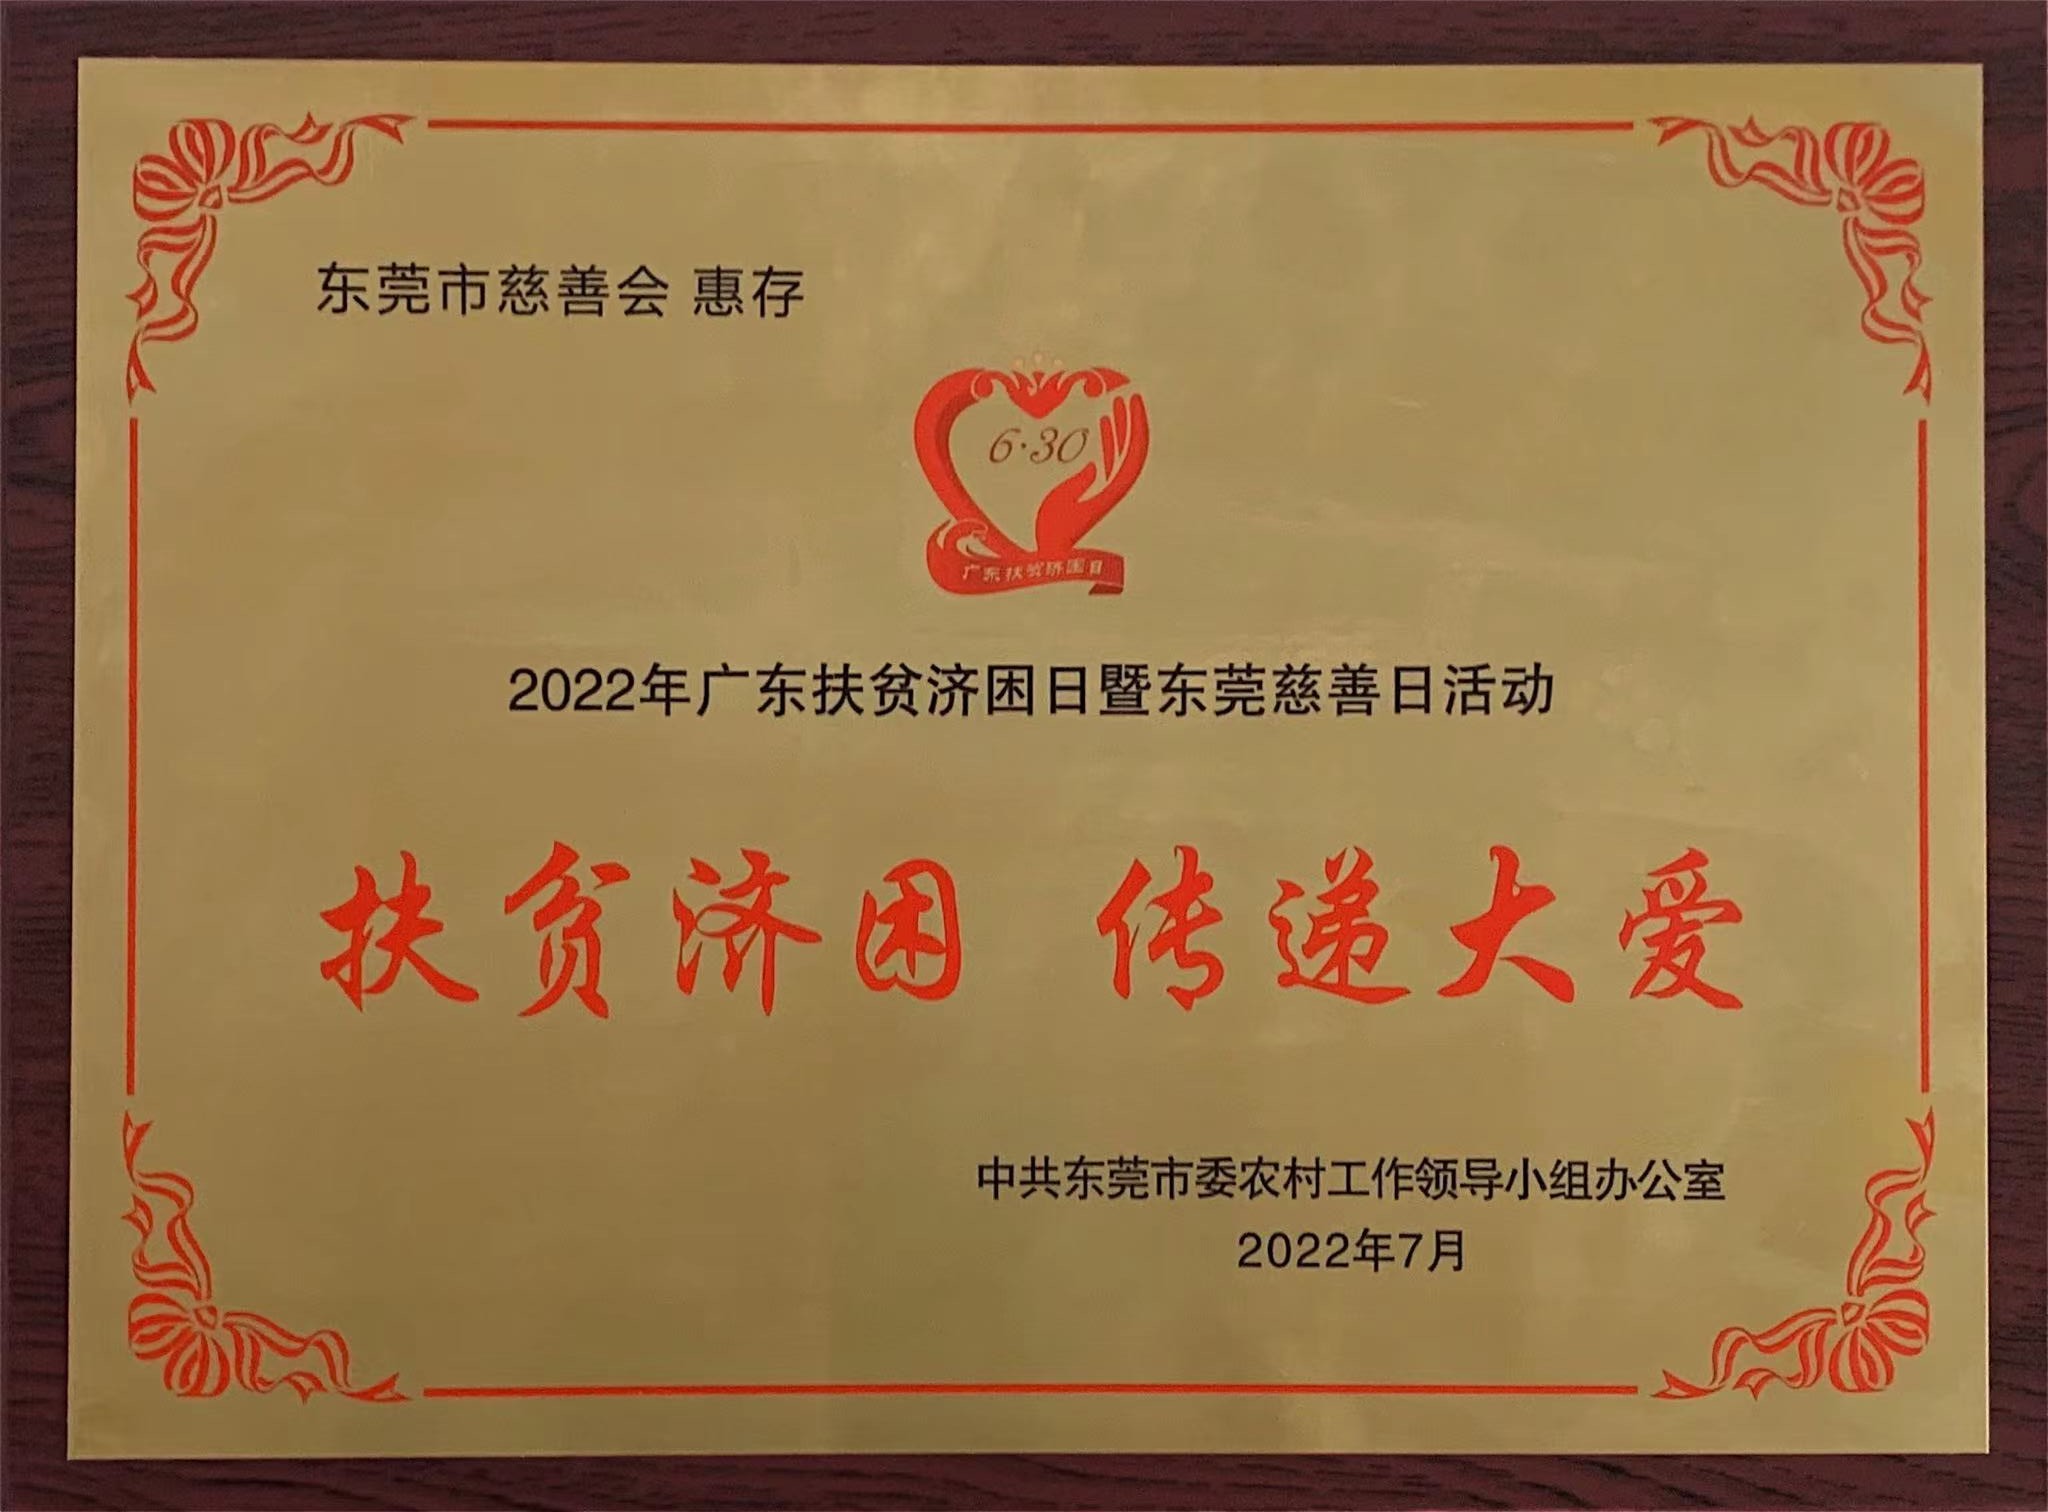 东莞市慈善会 惠存
6·30
广东扶贫济困日
2022年广东扶贫济困日暨东莞慈善日活动
扶贫济困 传递大爱
中共东莞市委农村工作领导小组办公室
2022年7月